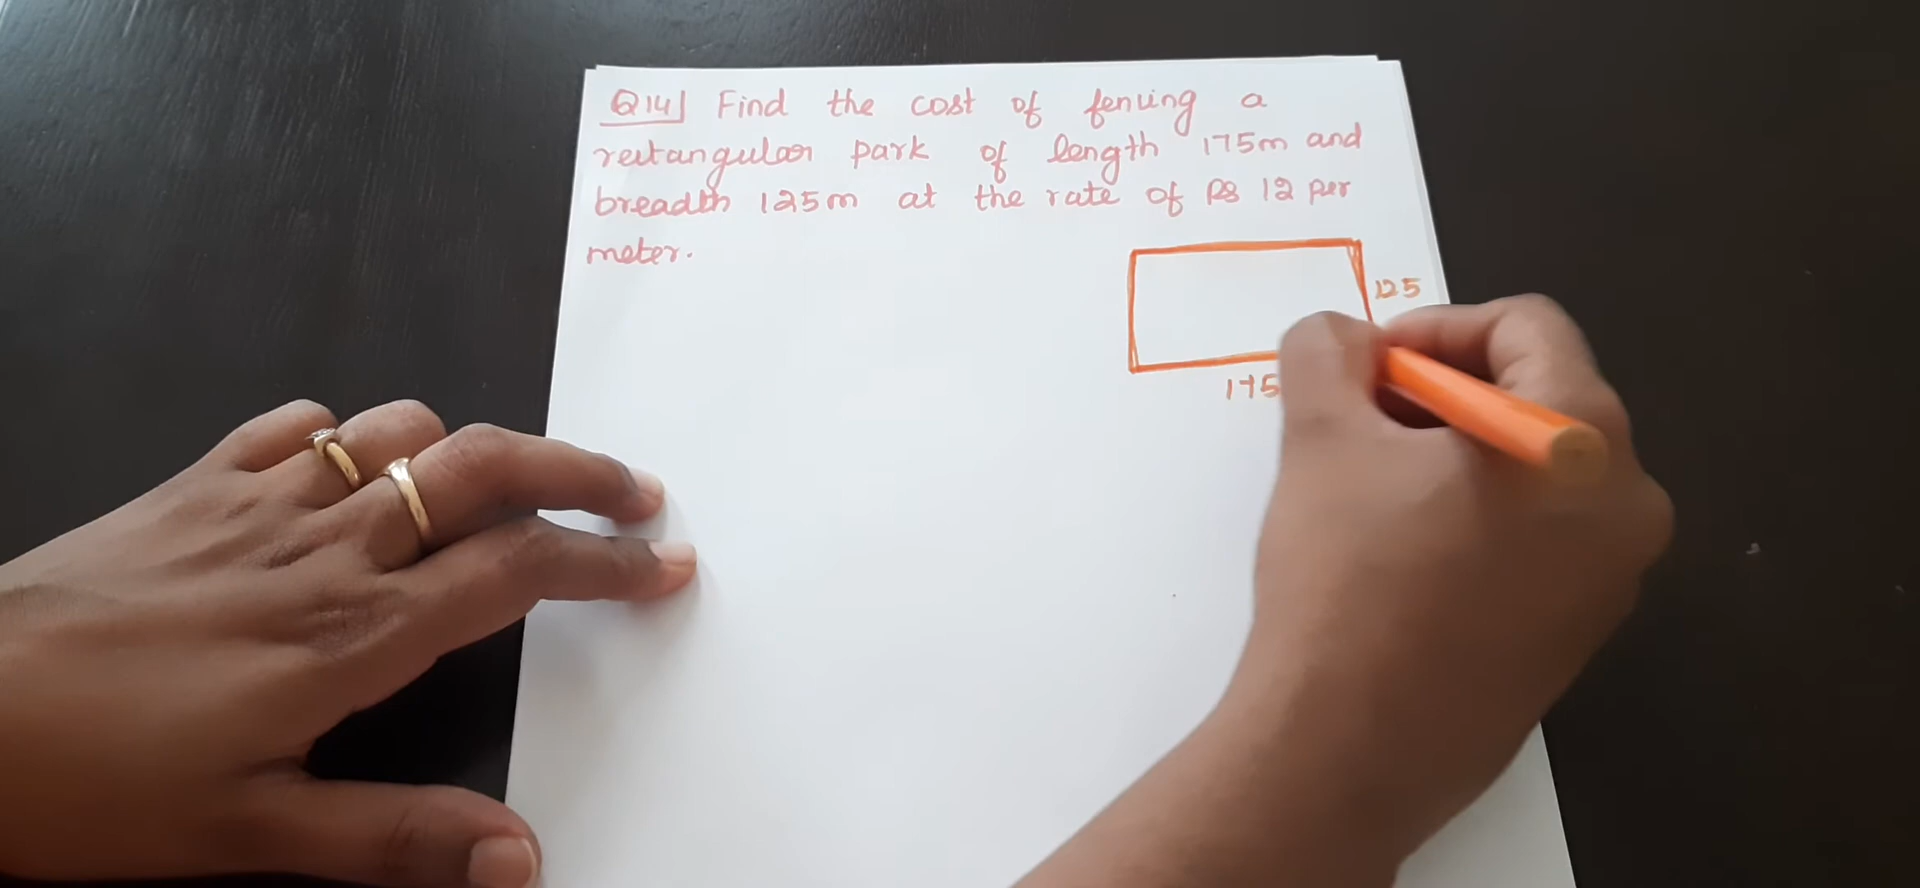 Q14] Find the cost of fencing a
rectangular park of length 175m and
breadth 125m at the rate of Rs 12 per
meter.
125
175